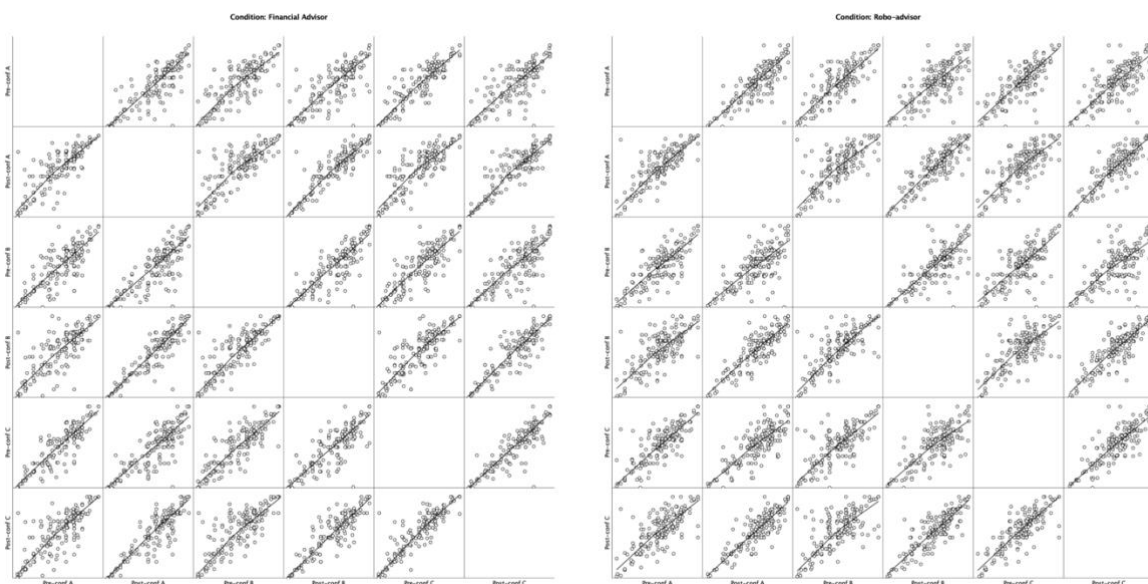 Condition: Financial Advisor
Pre-conf A
Post-conf A
Pre-conf B
Post-conf B
Pre-conf C
Post-conf C
Pre-conf A Post-conf A Pre-conf B Post-conf B Pre-conf C Post-conf C
Condition: Robo-advisor
Pre-conf A
Post-conf A
Pre-conf B
Post-conf B
Pre-conf C
Post-conf C
Pre-conf A Post-conf A Pre-conf B Post-conf B Pre-conf C Post-conf C